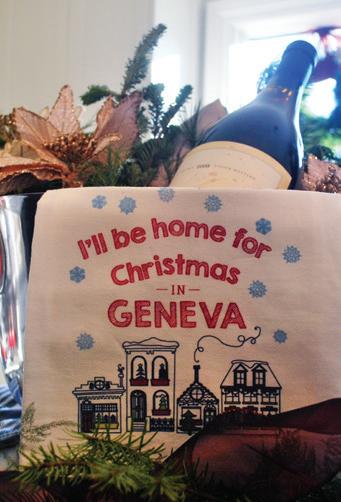 I'll be home for
Christmas
— IN —
GENEVA